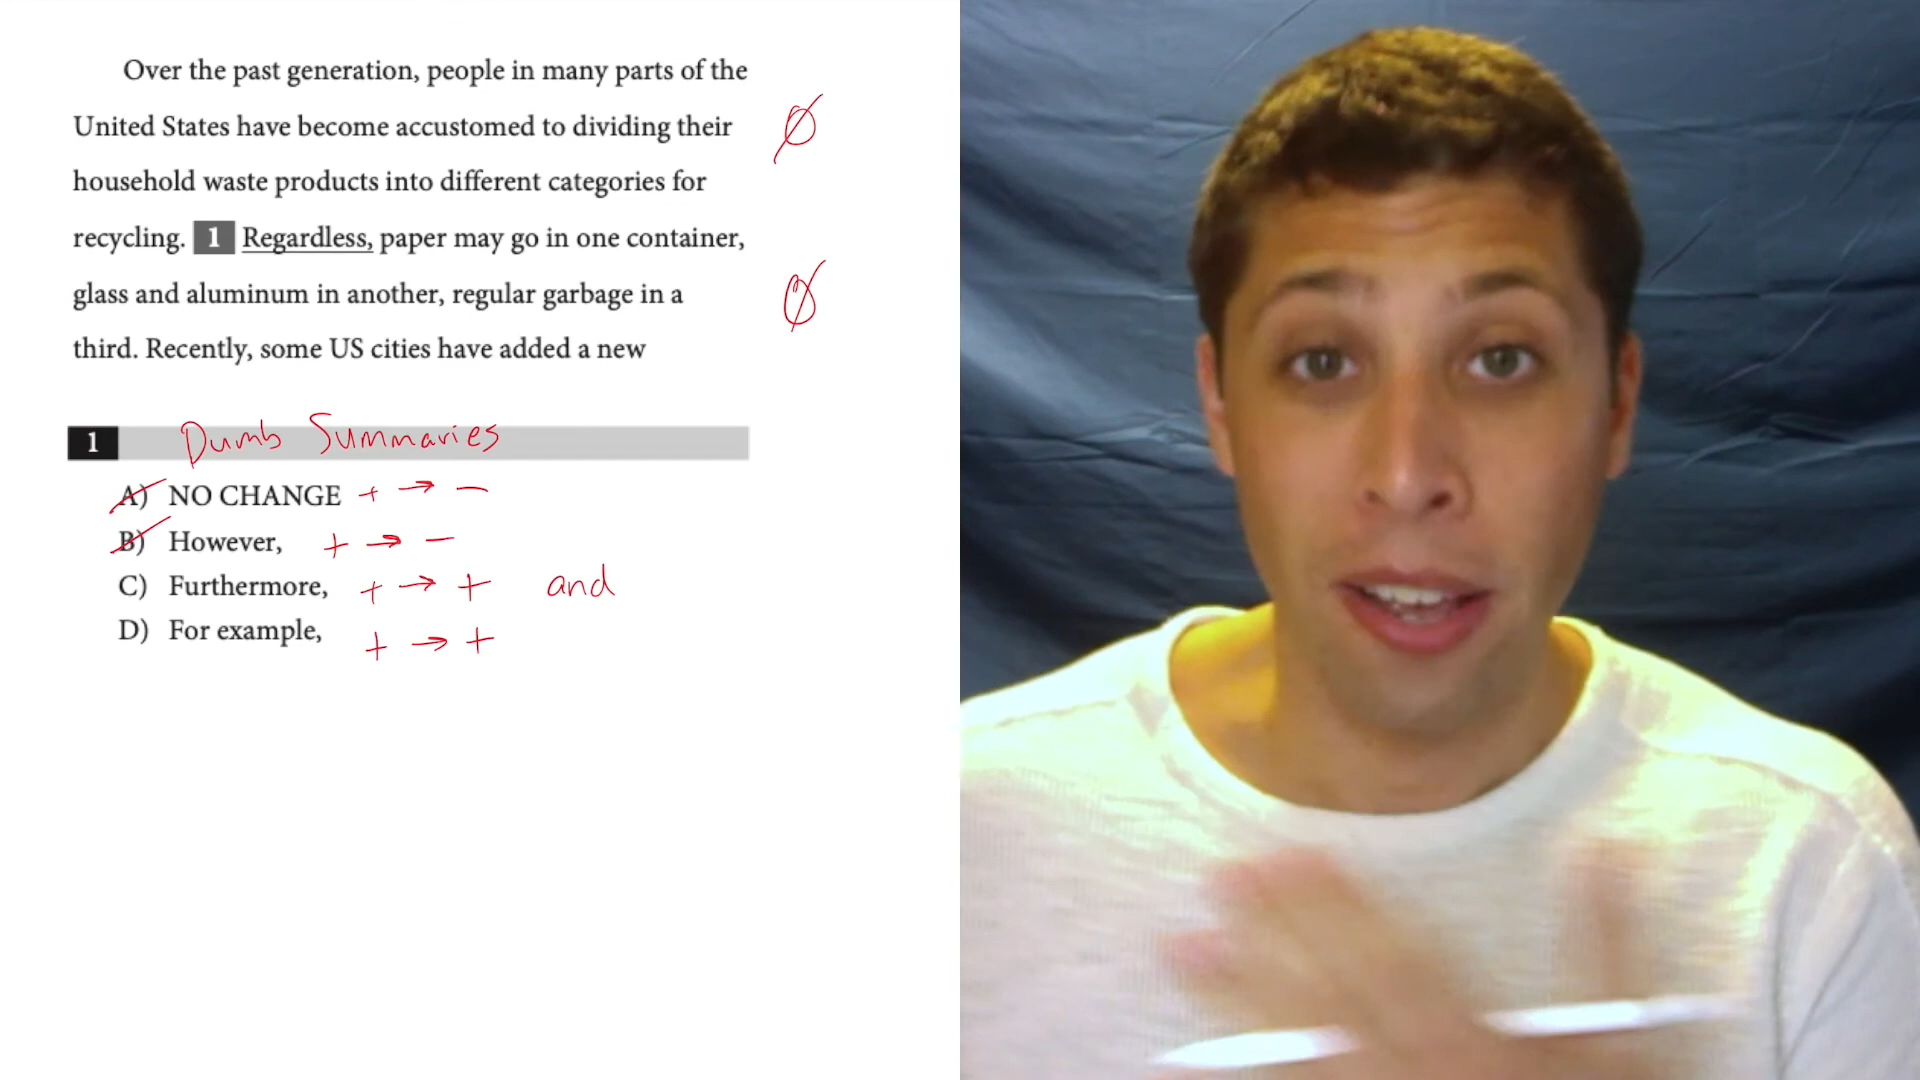 Over the past generation, people in many parts of the
United States have become accustomed to dividing their
household waste products into different categories for
recycling. 1 Regardless, paper may go in one container,
glass and aluminum in another, regular garbage in a
third. Recently, some US cities have added a new
1 Dumb Summaries
A) NO CHANGE + → −
B) However, + → −
C) Furthermore, + → + and
D) For example, + → +